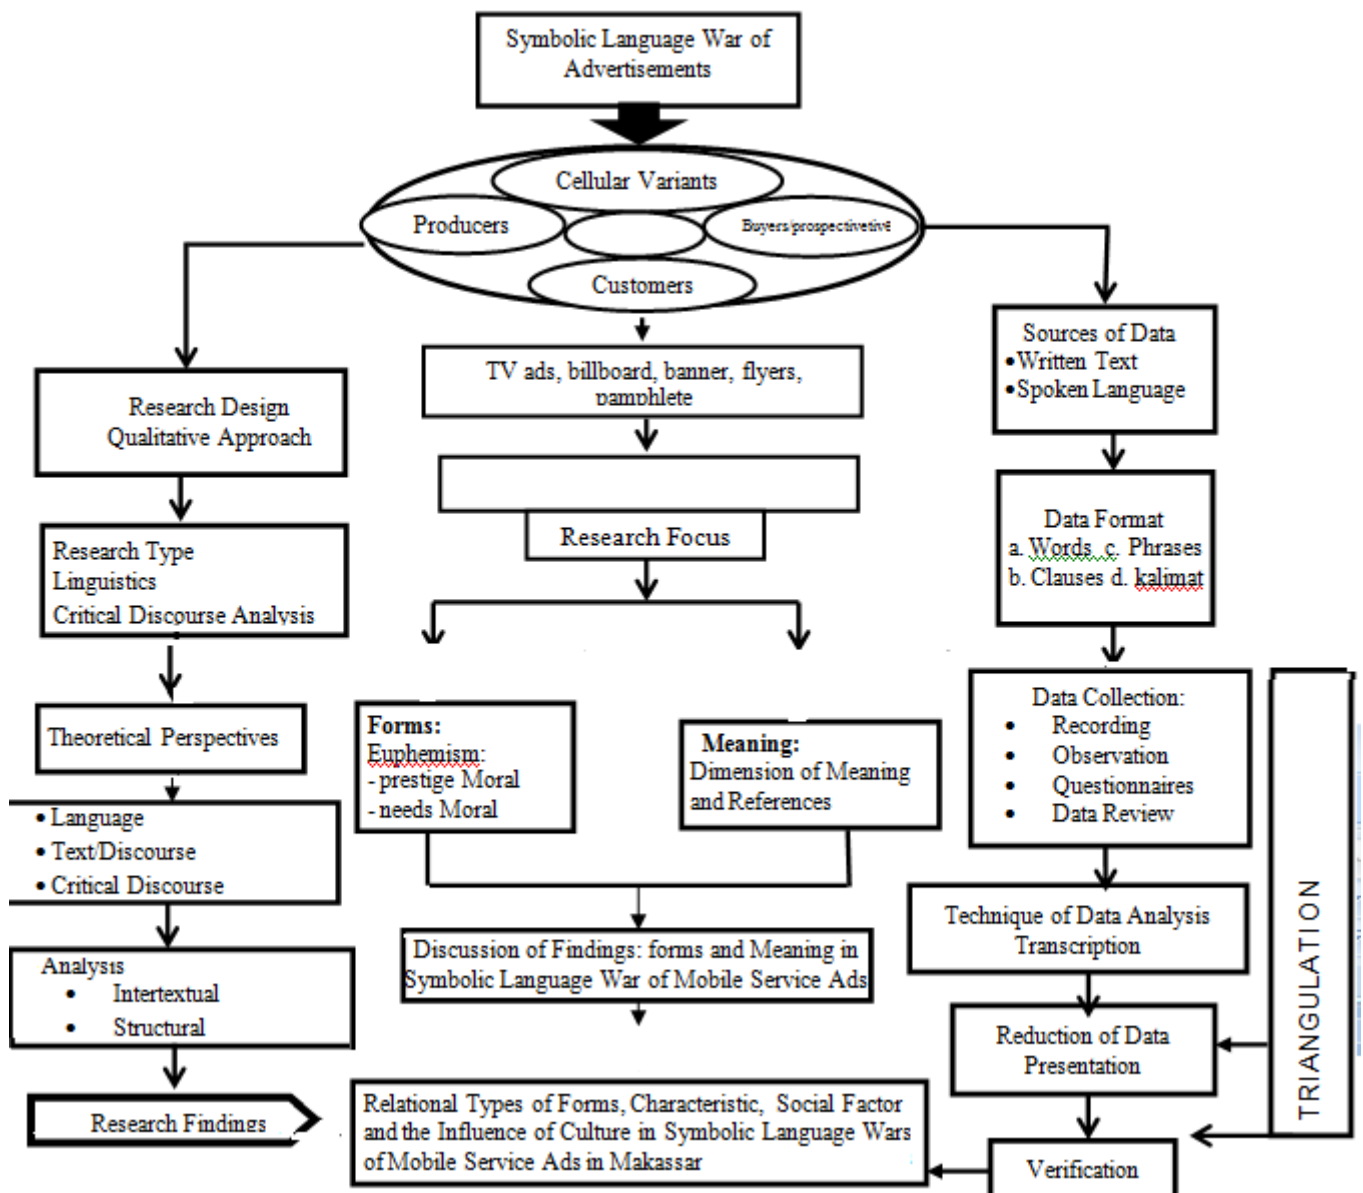 Symbolic Language War of
Advertisements
Cellular Variants
Producers
Buyers/prospectivetive
Customers
TV ads, billboard, banner, flyers,
pamphlete
Research Focus
Research Design
Qualitative Approach
Research Type
Linguistics
Critical Discourse Analysis
Theoretical Perspectives
• Language
• Text/Discourse
• Critical Discourse
Analysis
• Intertextual
• Structural
Research Findings
Forms:
Euphemism:
- prestige Moral
- needs Moral
Meaning:
Dimension of Meaning
and References
Discussion of Findings: forms and Meaning in
Symbolic Language War of Mobile Service Ads
Relational Types of Forms, Characteristic, Social Factor
and the Influence of Culture in Symbolic Language Wars
of Mobile Service Ads in Makassar
Sources of Data
• Written Text
• Spoken Language
Data Format
a. Words c. Phrases
b. Clauses d. kalimat
Data Collection:
• Recording
• Observation
• Questionnaires
• Data Review
Technique of Data Analysis
Transcription
Reduction of Data
Presentation
Verification
TRIANGULATION